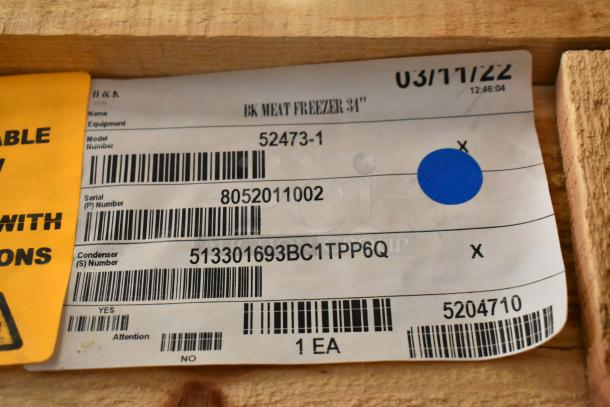 03/11/22
12:46:04
Name
BK MEAT FREEZER 34"
Equipment
Model
Number
52473-1
X
Serial
(P) Number
8052011002
Condenser
(S) Number
513301693BC1TPP6Q
X
YES
Attention
NO
1 EA
5204710
ABLE
WITH
ONS